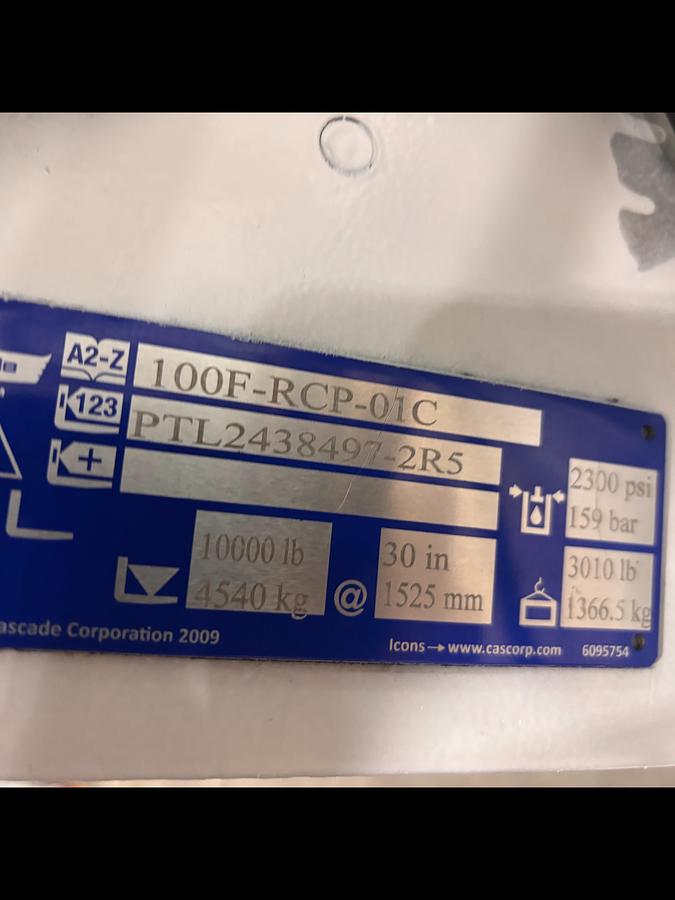 A2-Z 100F-RCP-01C
123 PTL2438497-2R5
+
2300 psi
159 bar
10000 lb
4540 kg
@
30 in
1525 mm
3010 lb
1366.5 kg
ascade Corporation 2009
Icons→www.cascorp.com 6095754